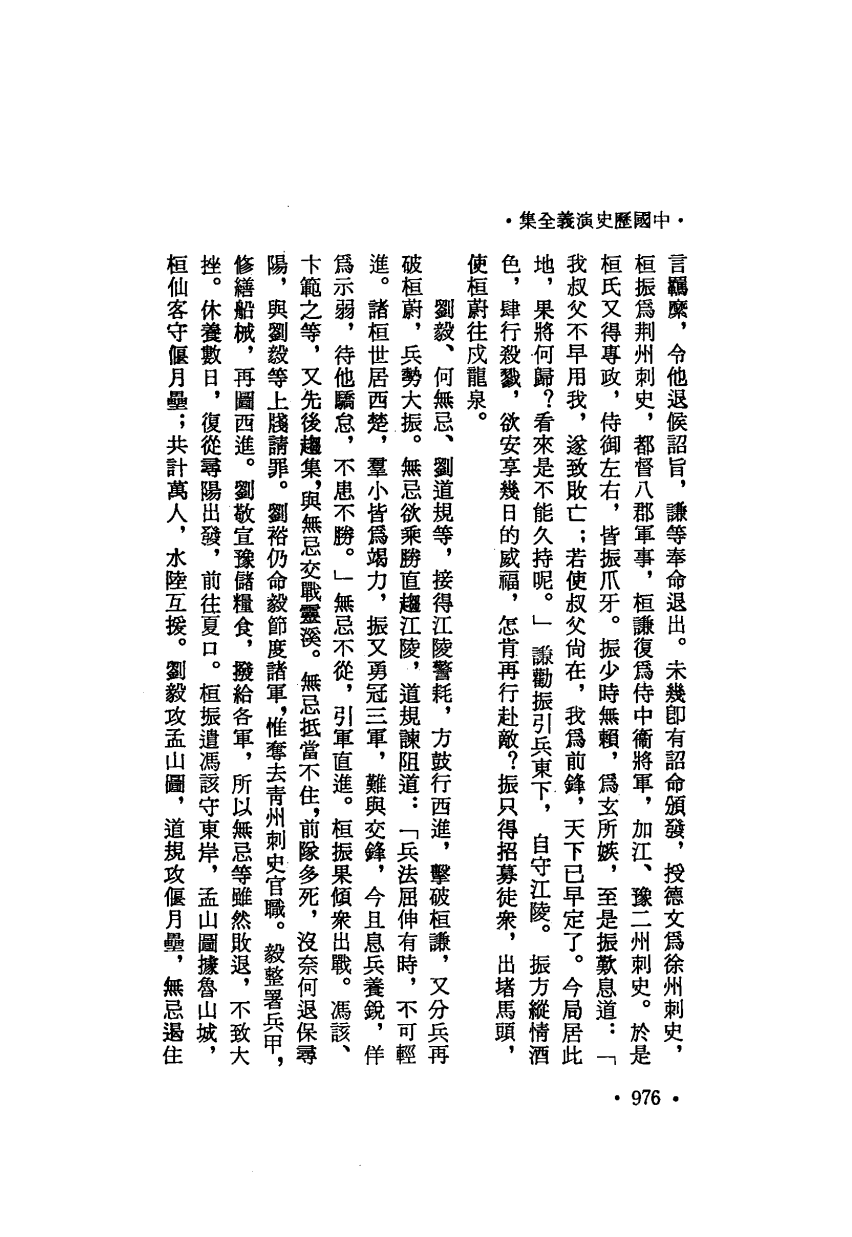 ·中國歷史演義全集·
言羈縻，令他退候詔旨，謙等奉命退出。未幾卽有詔命頒發，授德文爲徐州刺史，
桓振爲荆州刺史，都督八郡軍事，桓謙復爲侍中衞將軍，加江、豫二州刺史。於是
桓氏又得專政，侍御左右，皆振爪牙。振少時無賴，爲玄所嫉，至是振歎息道：「
我叔父不早用我，遂致敗亡；若使叔父尙在，我爲前鋒，天下已早定了。今局居此
地，果將何歸？看來是不能久持呢。」謙勸振引兵東下，自守江陵。振方縱情酒
色，肆行殺戮，欲安享幾日的威福，怎肯再行赴敵？振只得招募徒衆，出堵馬頭，
使桓蔚往戍龍泉。
劉毅、何無忌、劉道規等，接得江陵警耗，方鼓行西進，擊破桓謙，又分兵再
破桓蔚，兵勢大振。無忌欲乘勝直趨江陵，道規諫阻道：「兵法屈伸有時，不可輕
進。諸桓世居西楚，羣小皆爲竭力，振又勇冠三軍，難與交鋒，今且息兵養銳，佯
爲示弱，待他驕怠，不患不勝。」無忌不從，引軍直進。桓振果傾衆出戰。馮該、
卞範之等，又先後趨集，與無忌交戰靈溪。無忌抵當不住，前隊多死，沒奈何退保尋
陽，與劉毅等上牋請罪。劉裕仍命毅節度諸軍，惟奪去靑州刺史官職。毅整署兵甲，
修繕船械，再圖西進。劉敬宣豫儲糧食，撥給各軍，所以無忌等雖然敗退，不致大
挫。休養數日，復從尋陽出發，前往夏口。桓振遣馮該守東岸，孟山圖據魯山城，
桓仙客守偃月壘；共計萬人，水陸互援。劉毅攻孟山圖，道規攻偃月壘，無忌遏住
·976·